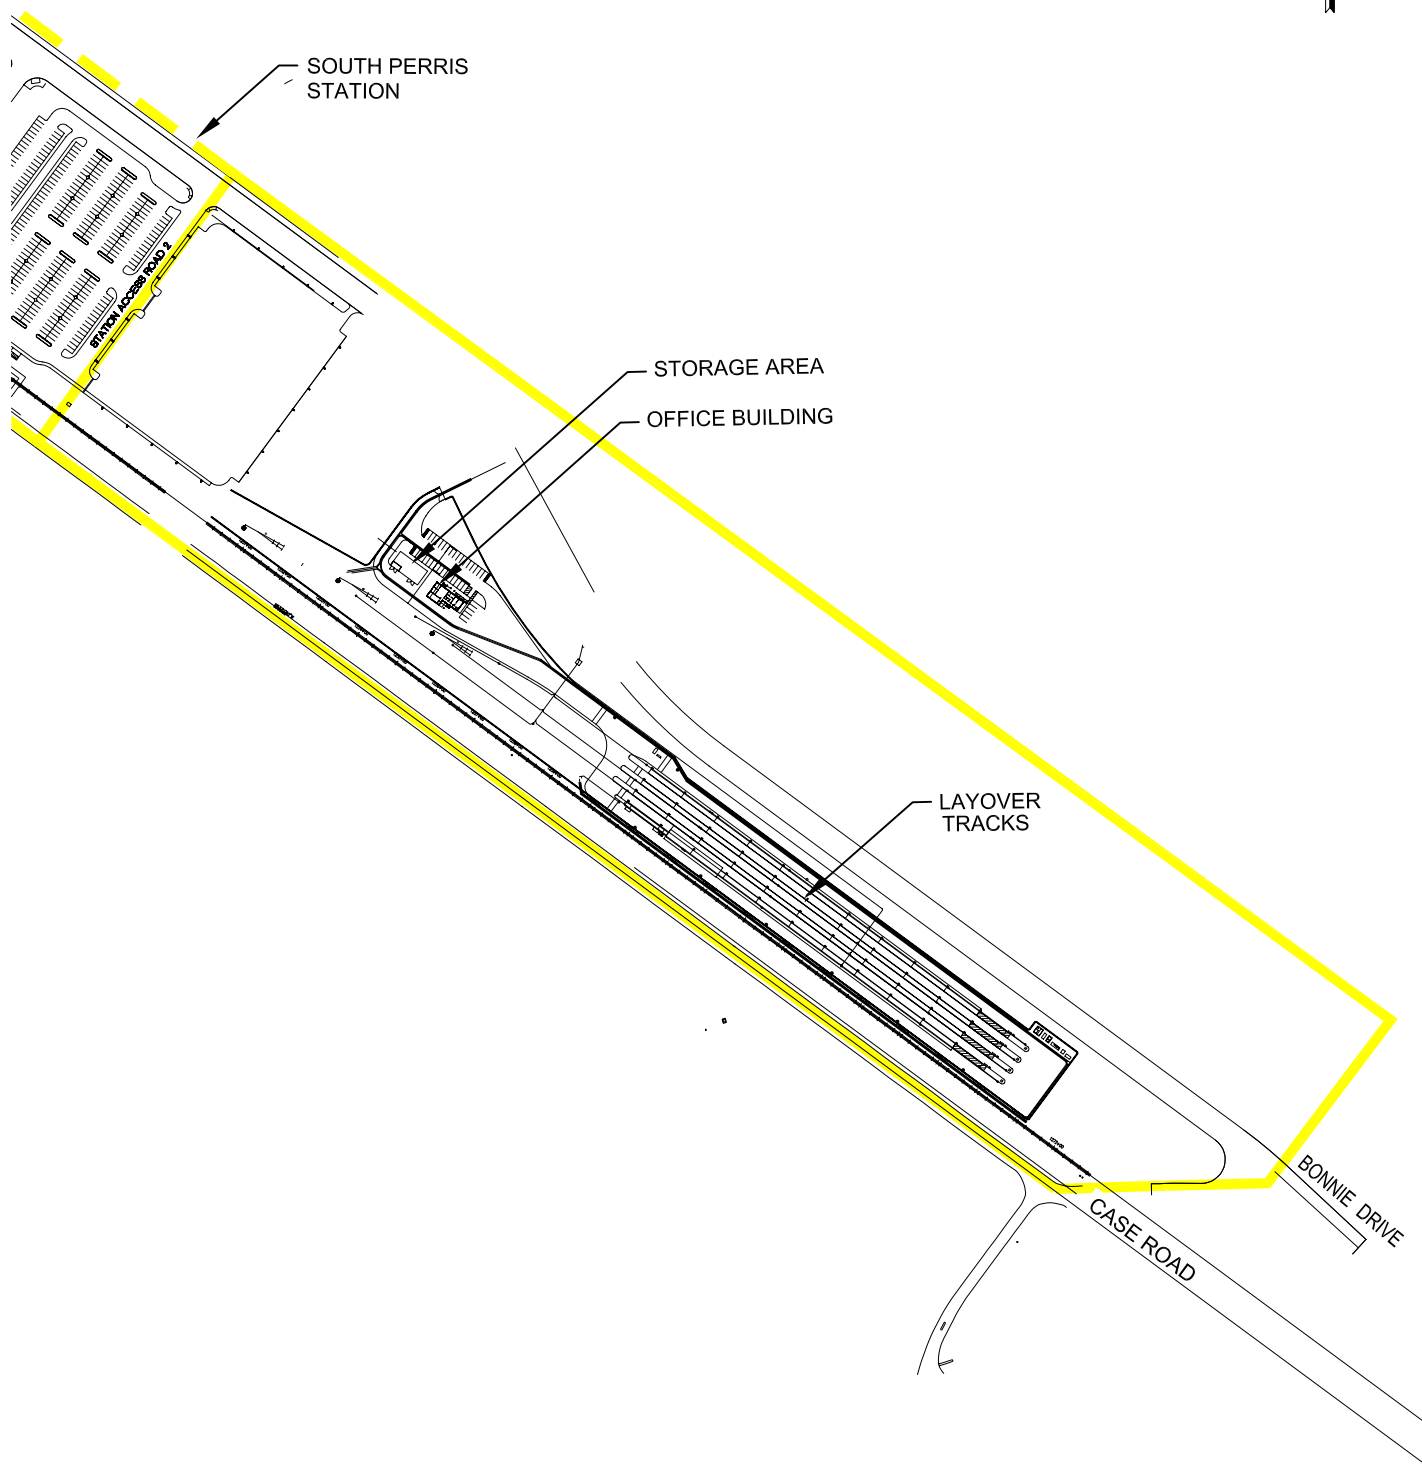 SOUTH PERRIS
STATION
STATION ACCESS ROAD 2
STORAGE AREA
OFFICE BUILDING
LAYOVER
TRACKS
BONNIE DRIVE
CASE ROAD